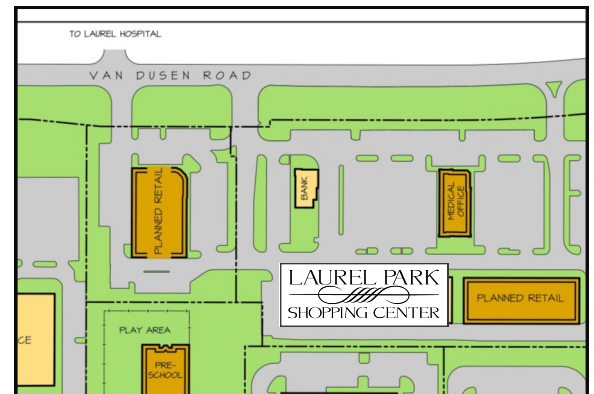 TO LAUREL HOSPITAL
VAN DUSEN ROAD
PLANNED RETAIL
BANK
MEDICAL
OFFICE
LAUREL PARK
SHOPPING CENTER
PLANNED RETAIL
PLAY AREA
CE
PRE-
SCHOOL